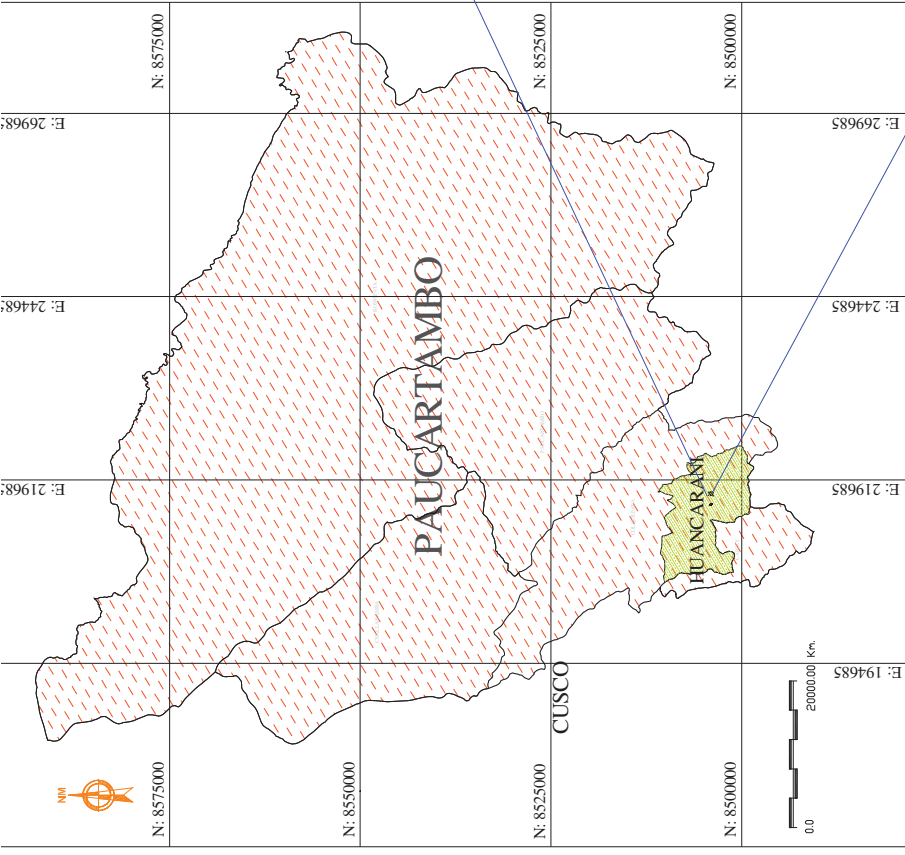 N: 8575000
N: 8525000
N: 8500000
E: 269685
E: 269685
E: 244685
E: 244685
PAUCARTAMBO
E: 219685
E: 219685
HUANCARANI
CUSCO
E: 194685
NM
N: 8575000
N: 8550000
N: 8525000
N: 8500000
0.0
20000.00 Km.